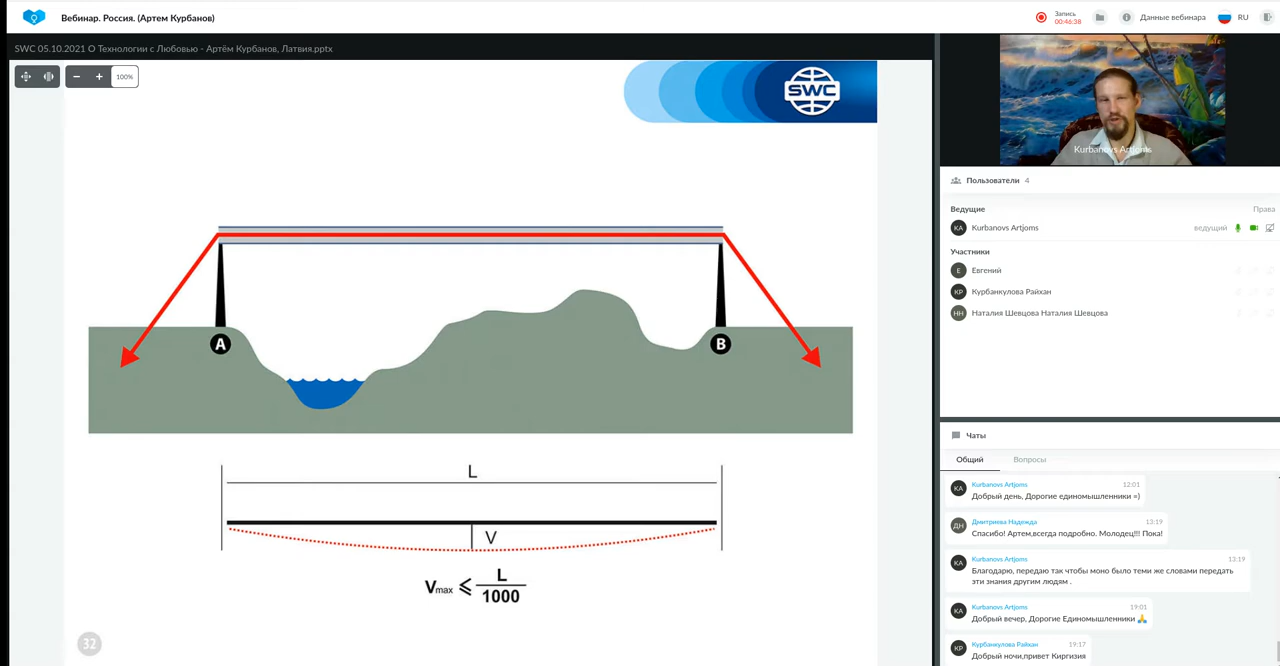 Вебинар. Россия. (Артем Курбанов)
Запись
00:46:38
Данные вебинара
RU
SWC 05.10.2021 О Технологии с Любовью - Артём Курбанов, Латвия.pptx
100%
SWC
A
B
L
V
Vmax ⩽ L
1000
32
Kurbanovs Artjoms
Пользователи 4
Ведущие
Права
KA
Kurbanovs Artjoms
ведущий
Участники
Е
Евгений
КР
Курбанкулова Райхан
НН
Наталия Шевцова Наталия Шевцова
Чаты
Общий
Вопросы
KA
Kurbanovs Artjoms
12:01
Добрый день, Дорогие единомышленники =)
ДН
Дмитриева Надежда
13:19
Спасибо! Артем,всегда подробно. Молодец!!! Пока!
KA
Kurbanovs Artjoms
13:19
Благодарю, передаю так чтобы моно было теми же словами передать
эти знания другим людям .
KA
Kurbanovs Artjoms
19:01
Добрый вечер, Дорогие Единомышленники 🙏
КР
Курбанкулова Райхан
19:17
Добрый ночи,привет Киргизия